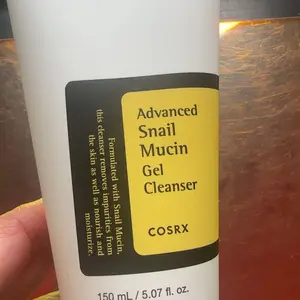 Advanced
Snail
Mucin
Gel
Cleanser
COSRX
Formulated with Snail Mucin,
this cleanser removes impurities from
the skin as well as nourish and
moisturize.
150 mL / 5.07 fl. oz.